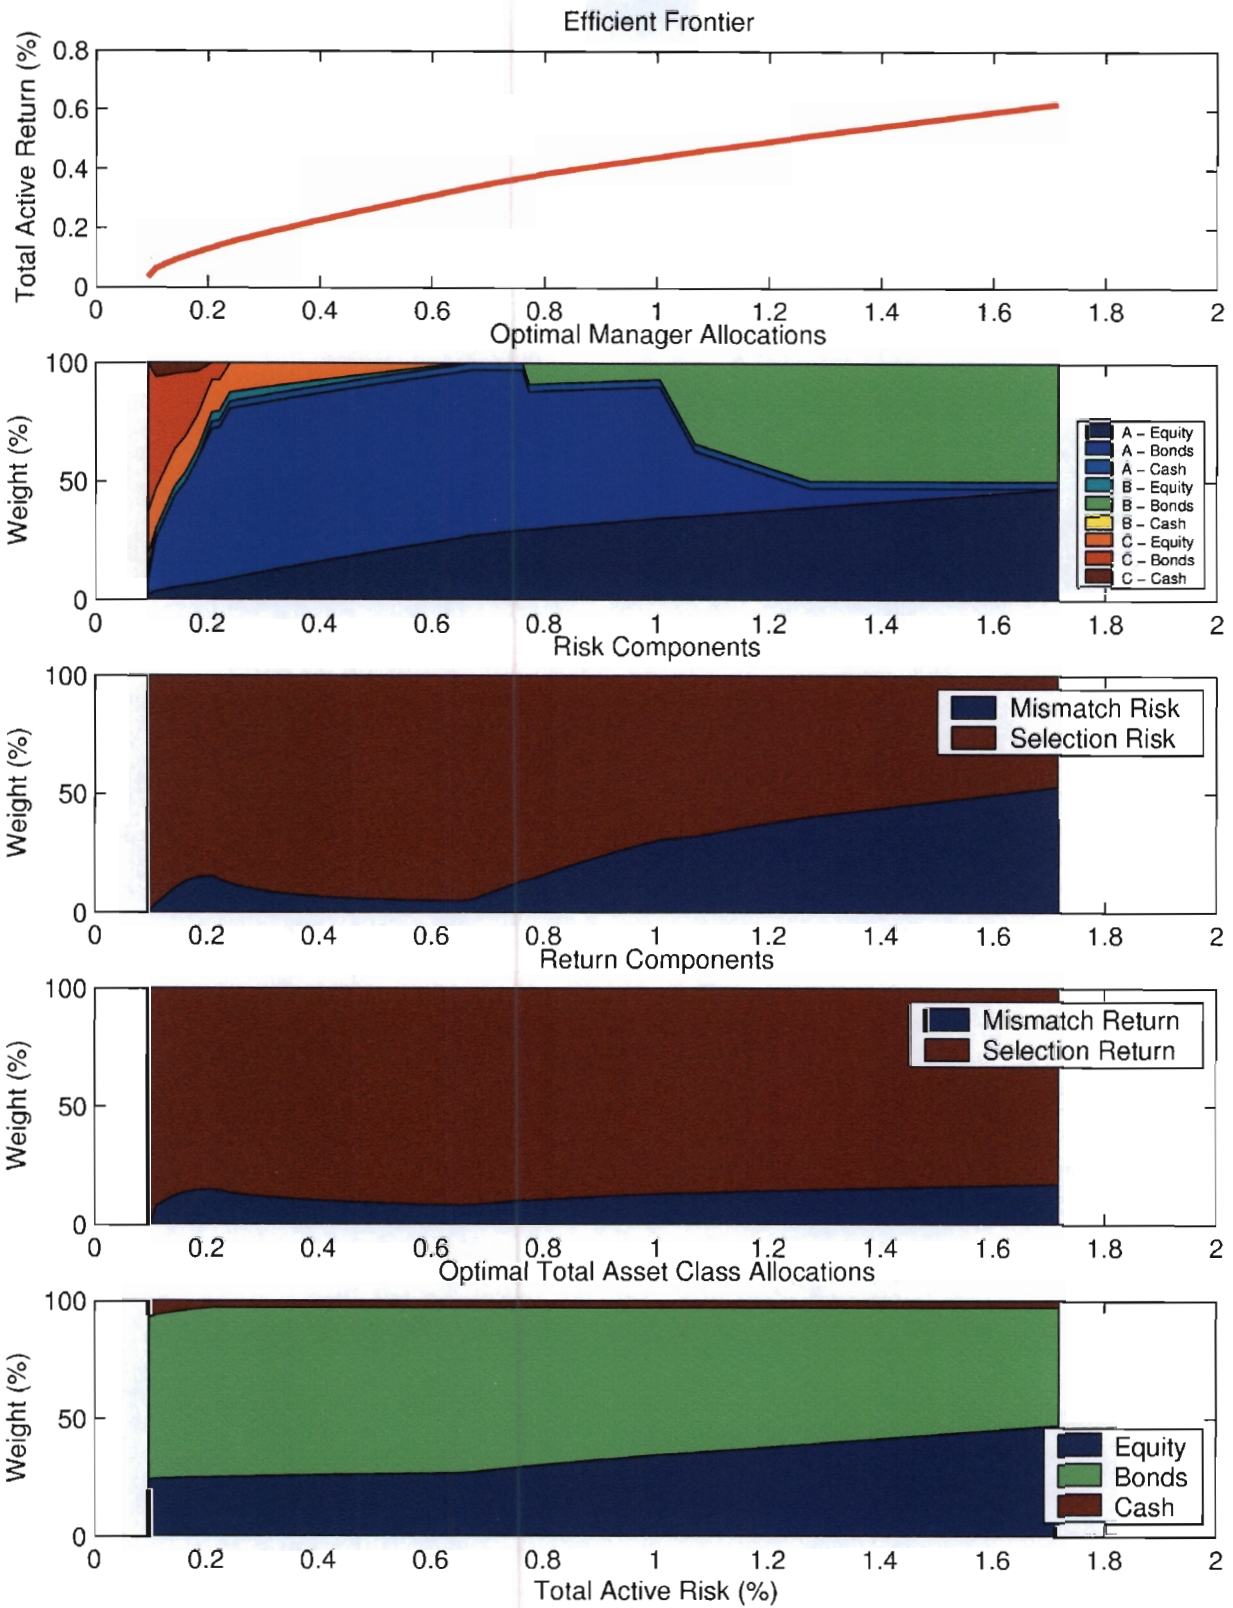 Efficient Frontier
Total Active Return (%)
0.8
0.6
0.4
0.2
0
0 0.2 0.4 0.6 0.8 1 1.2 1.4 1.6 1.8 2
Optimal Manager Allocations
Weight (%)
100
50
0
A – Equity
A – Bonds
A – Cash
B – Equity
B – Bonds
B – Cash
C – Equity
C – Bonds
C – Cash
0 0.2 0.4 0.6 0.8 1 1.2 1.4 1.6 1.8 2
Risk Components
Weight (%)
100
50
0
Mismatch Risk
Selection Risk
0 0.2 0.4 0.6 0.8 1 1.2 1.4 1.6 1.8 2
Return Components
Weight (%)
100
50
0
Mismatch Return
Selection Return
0 0.2 0.4 0.6 0.8 1 1.2 1.4 1.6 1.8 2
Optimal Total Asset Class Allocations
Weight (%)
100
50
0
Equity
Bonds
Cash
0 0.2 0.4 0.6 0.8 1 1.2 1.4 1.6 1.8 2
Total Active Risk (%)